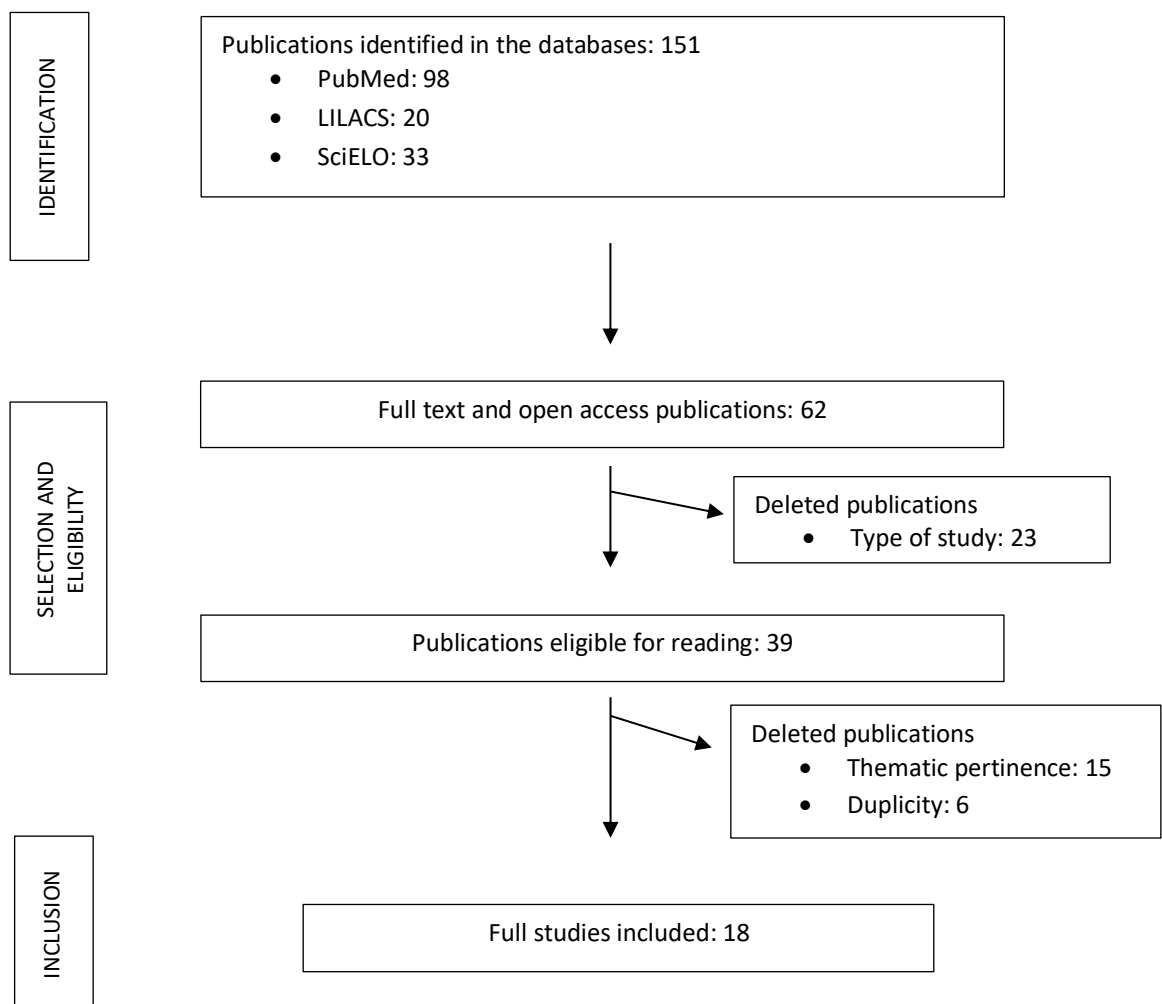 IDENTIFICATION
Publications identified in the databases: 151
• PubMed: 98
• LILACS: 20
• SciELO: 33
SELECTION AND
ELIGIBILITY
Full text and open access publications: 62
Deleted publications
• Type of study: 23
Publications eligible for reading: 39
Deleted publications
• Thematic pertinence: 15
• Duplicity: 6
INCLUSION
Full studies included: 18